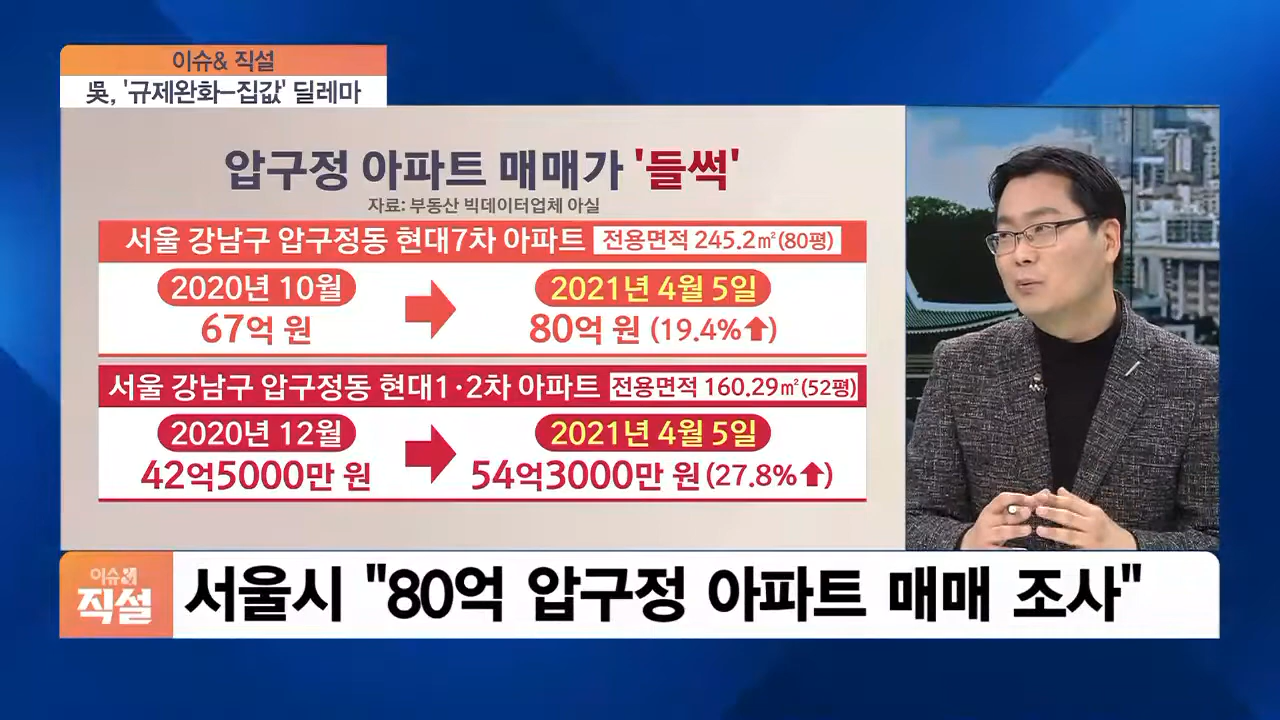 이슈& 직설
吳, '규제완화-집값' 딜레마
압구정 아파트 매매가 '들썩'
자료: 부동산 빅데이터업체 아실
서울 강남구 압구정동 현대7차 아파트 전용면적 245.2㎡(80평)
2020년 10월 2021년 4월 5일
67억 원 80억 원 (19.4%⬆)
서울 강남구 압구정동 현대1·2차 아파트 전용면적 160.29㎡(52평)
2020년 12월 2021년 4월 5일
42억5000만 원 54억3000만 원 (27.8%⬆)
이슈&
직설
서울시 "80억 압구정 아파트 매매 조사"